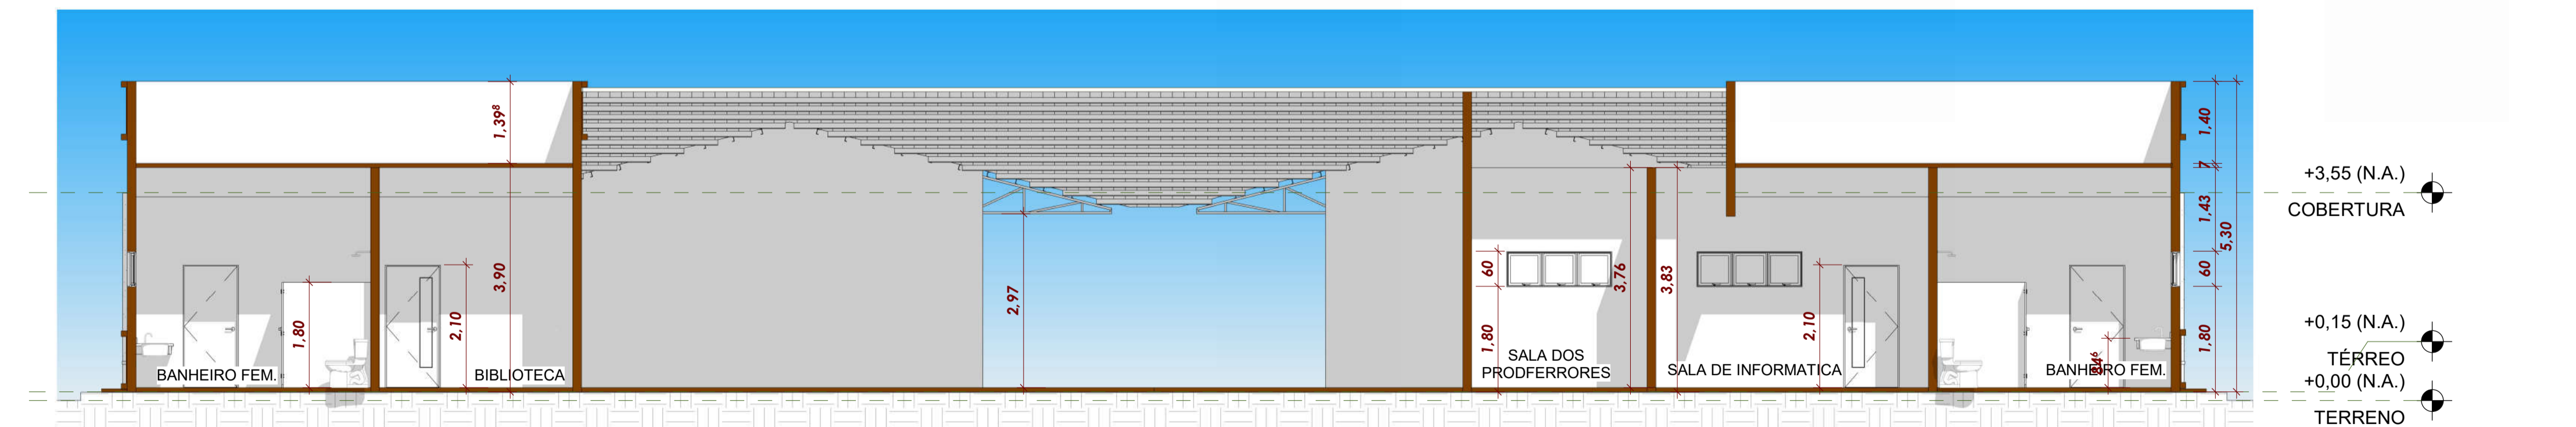 1,39⁸
3,90
1,80
2,10
BANHEIRO FEM.
BIBLIOTECA
2,97
60
1,80
3,76
3,83
SALA DOS
PRODFERRORES
2,10
SALA DE INFORMATICA
84⁶
BANHEIRO FEM.
1,40
7
1,43
60
1,80
5,30
+3,55 (N.A.)
COBERTURA
+0,15 (N.A.)
TÉRREO
+0,00 (N.A.)
TERRENO